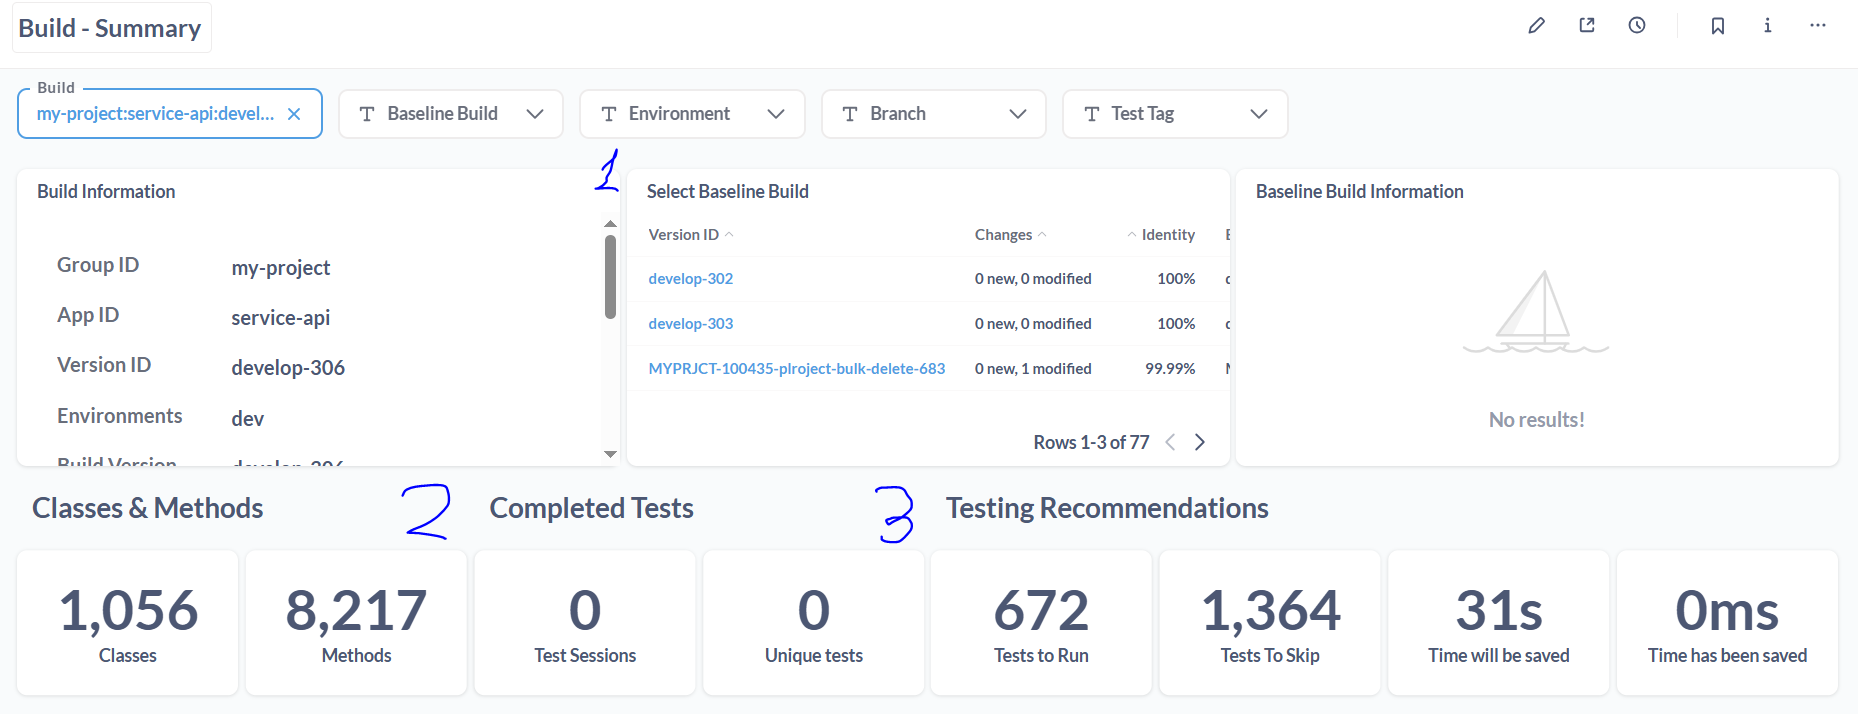 Build - Summary
Build
my-project:service-api:devel...
Baseline Build
Environment
Branch
Test Tag
1
Build Information
Group ID my-project
App ID service-api
Version ID develop-306
Environments dev
Build Version develop-306
Select Baseline Build
Version ID Changes Identity
develop-302 0 new, 0 modified 100%
develop-303 0 new, 0 modified 100%
MYPRJCT-100435-plroject-bulk-delete-683 0 new, 1 modified 99.99%
Rows 1-3 of 77
Baseline Build Information
No results!
Classes & Methods
2
Completed Tests
3
Testing Recommendations
1,056
Classes
8,217
Methods
0
Test Sessions
0
Unique tests
672
Tests to Run
1,364
Tests To Skip
31s
Time will be saved
0ms
Time has been saved